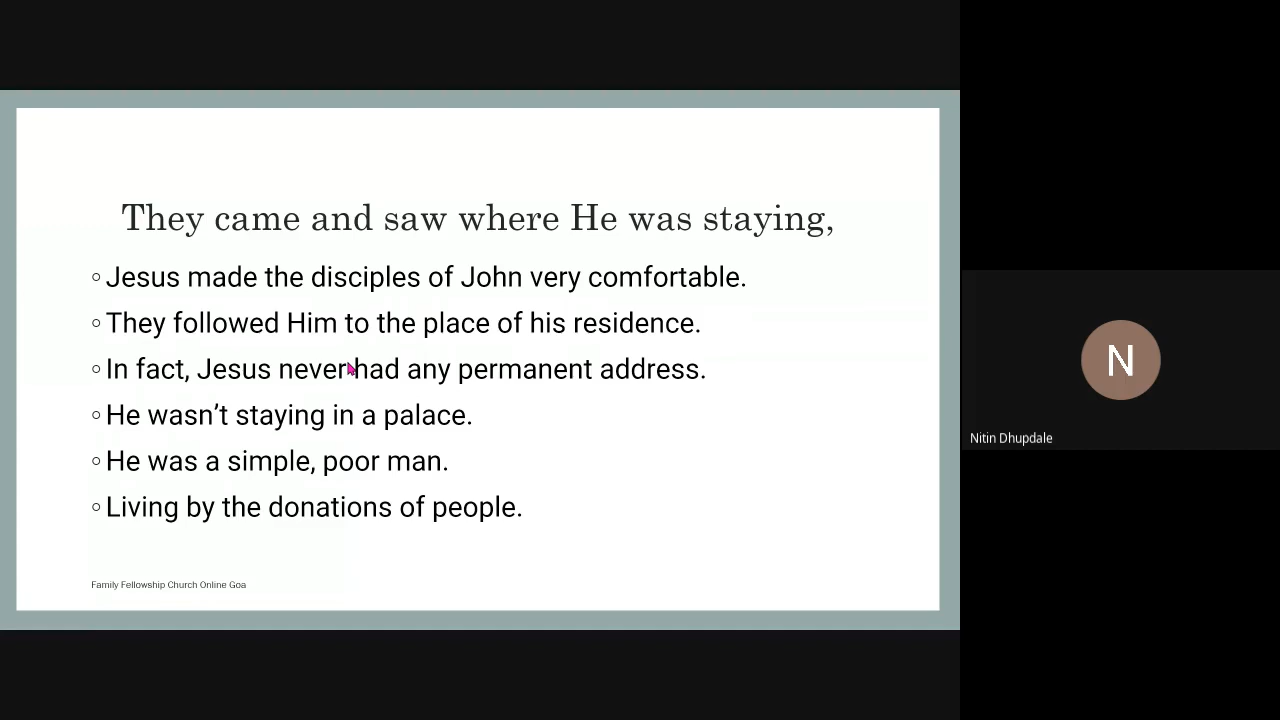 They came and saw where He was staying,
◦ Jesus made the disciples of John very comfortable.
◦ They followed Him to the place of his residence.
◦ In fact, Jesus never had any permanent address.
◦ He wasn’t staying in a palace.
◦ He was a simple, poor man.
◦ Living by the donations of people.
Family Fellowship Church Online Goa
N
Nitin Dhupdale